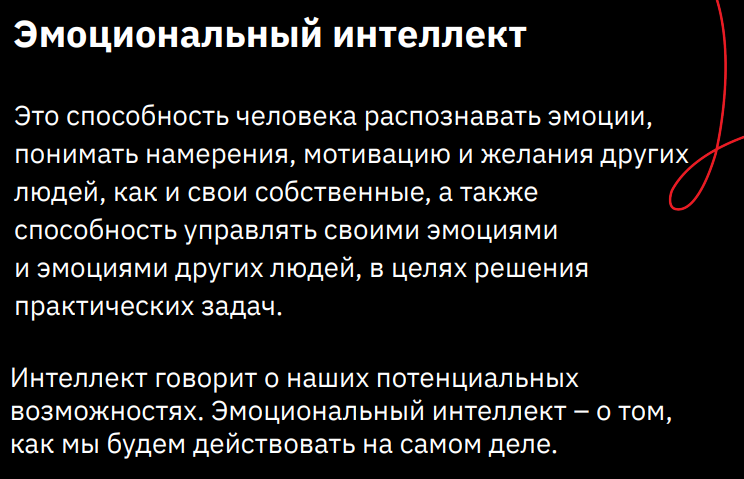 Эмоциональный интеллект
Это способность человека распознавать эмоции,
понимать намерения, мотивацию и желания других
людей, как и свои собственные, а также
способность управлять своими эмоциями
и эмоциями других людей, в целях решения
практических задач.
Интеллект говорит о наших потенциальных
возможностях. Эмоциональный интеллект – о том,
как мы будем действовать на самом деле.